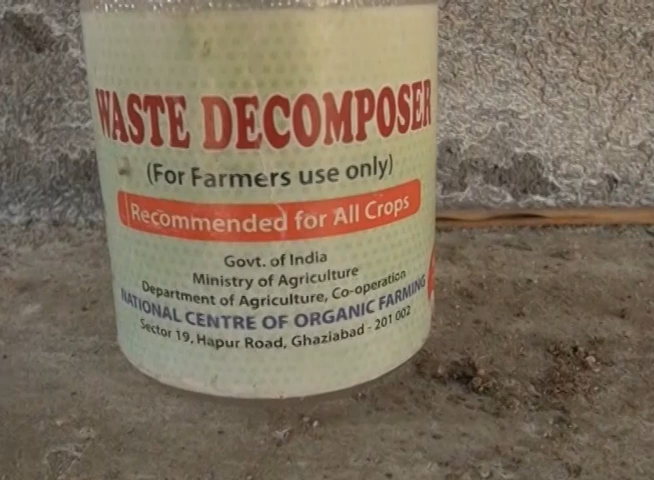 WASTE DECOMPOSER
(For Farmers use only)
Recommended for All Crops
Govt. of India
Ministry of Agriculture
Department of Agriculture, Co-operation
NATIONAL CENTRE OF ORGANIC FARMING
Sector 19, Hapur Road, Ghaziabad - 201 002